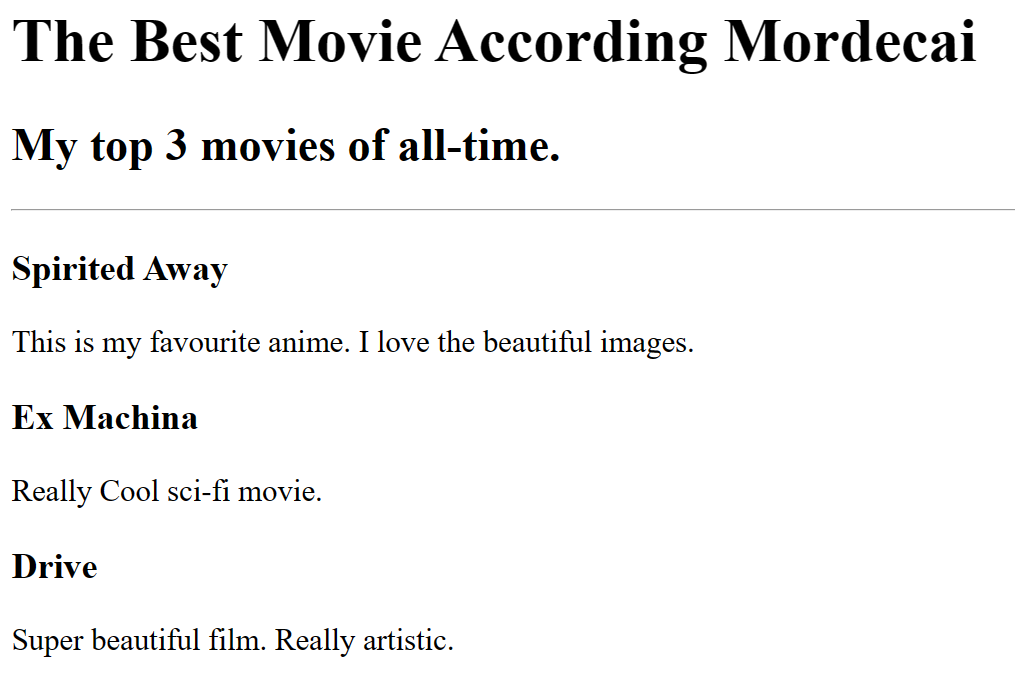 The Best Movie According Mordecai
My top 3 movies of all-time.
Spirited Away
This is my favourite anime. I love the beautiful images.
Ex Machina
Really Cool sci-fi movie.
Drive
Super beautiful film. Really artistic.